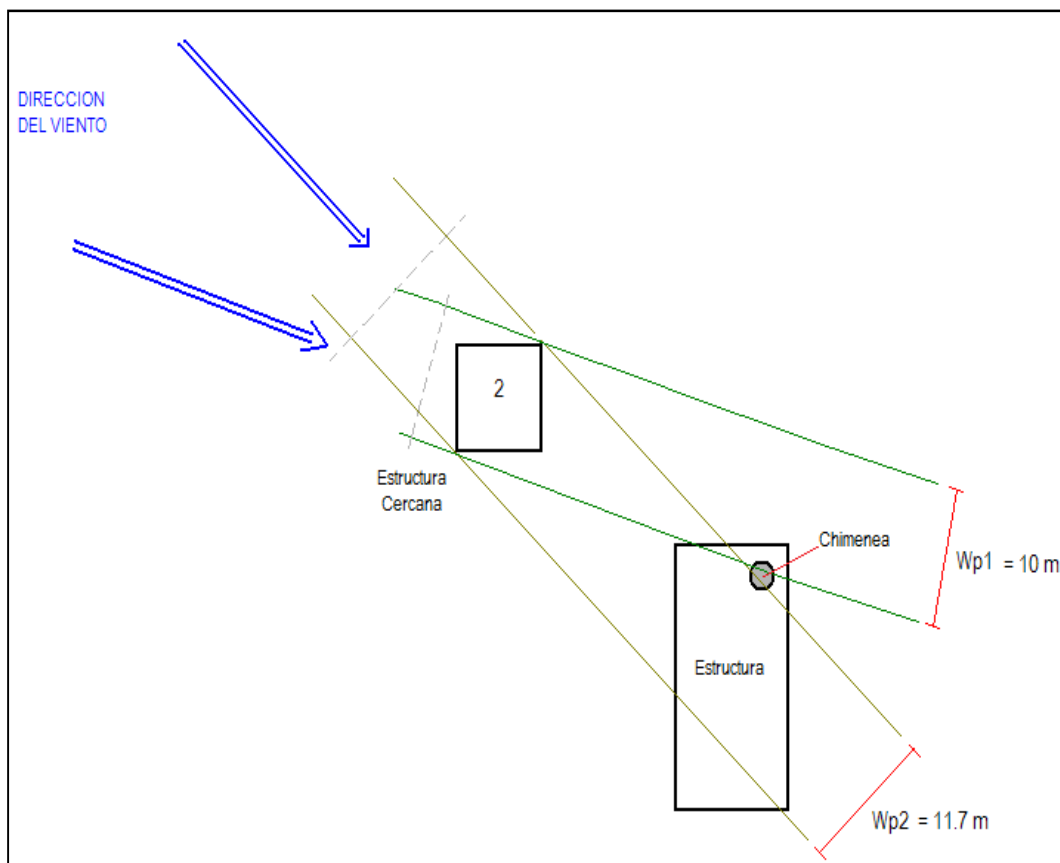 DIRECCION
DEL VIENTO
2
Estructura
Cercana
Chimenea
Wp1 = 10 m
Estructura
Wp2 = 11.7 m